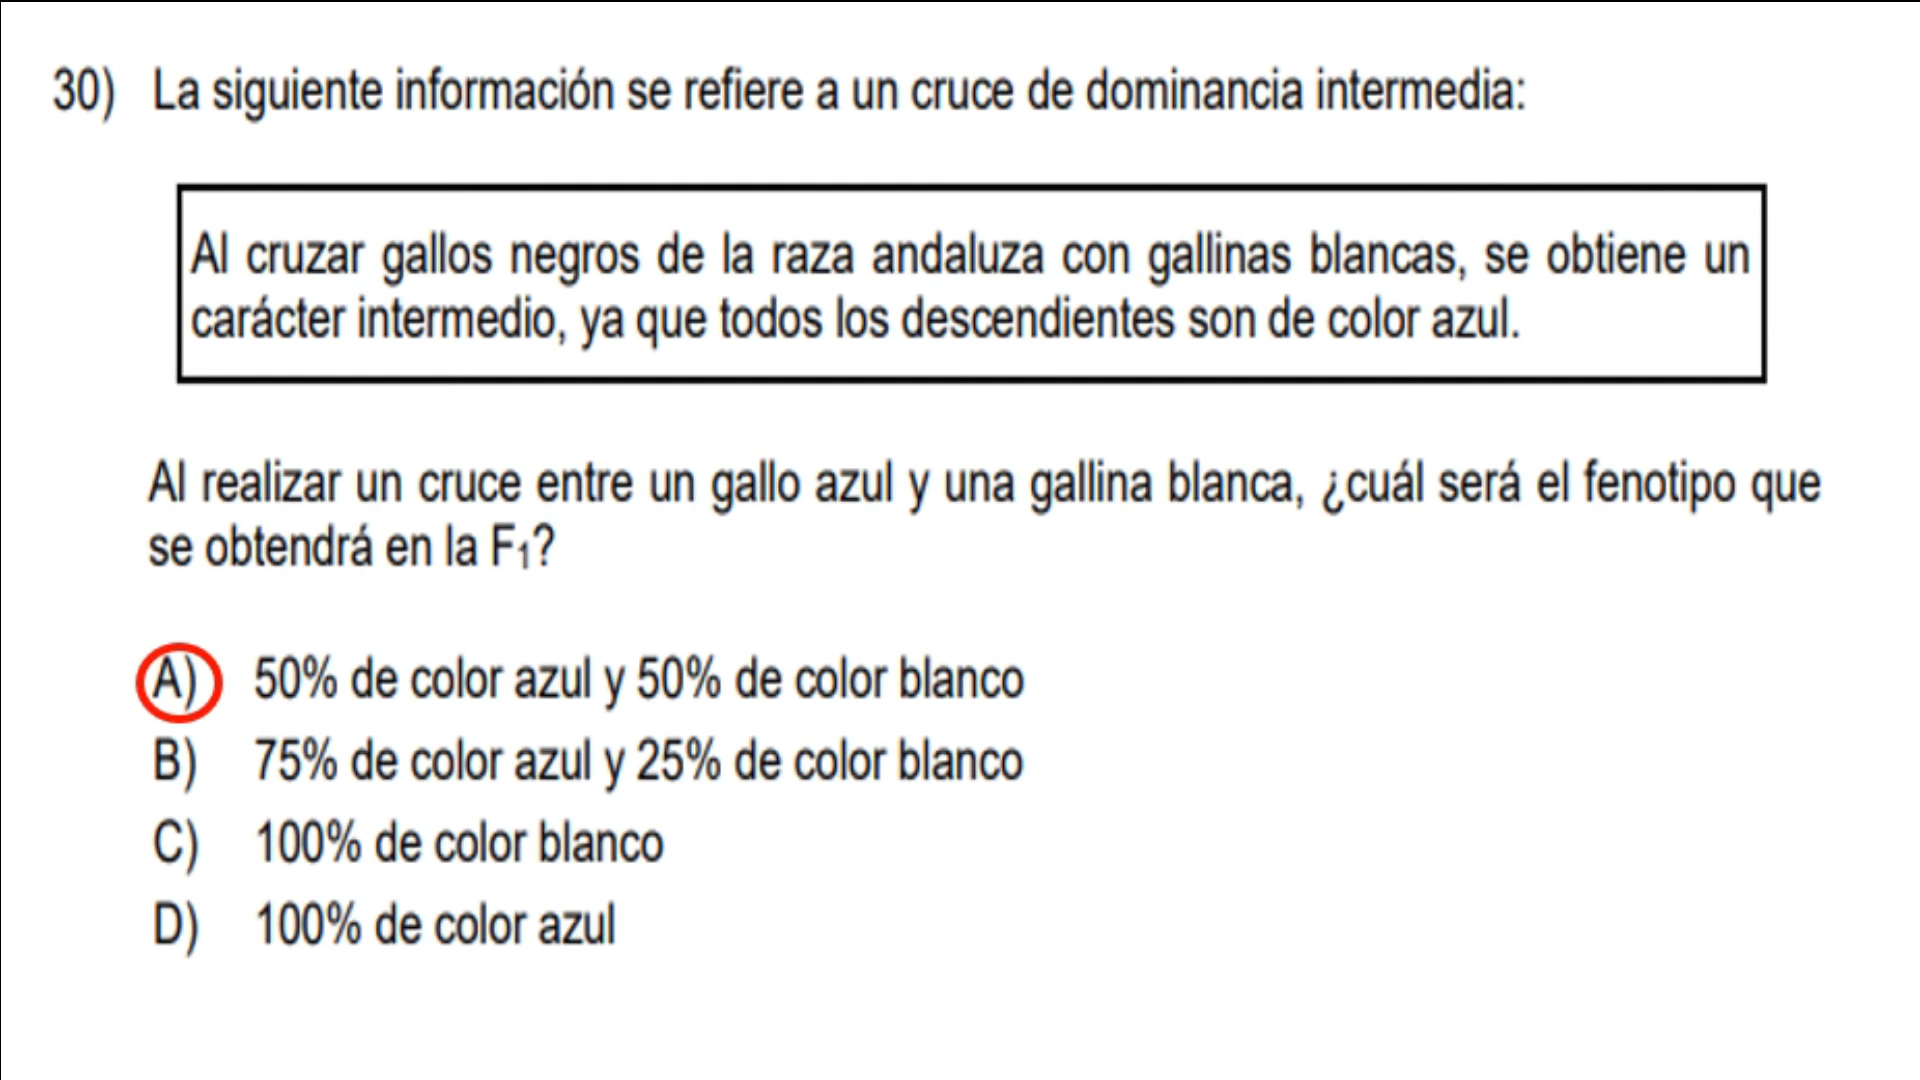 30) La siguiente información se refiere a un cruce de dominancia intermedia:
Al cruzar gallos negros de la raza andaluza con gallinas blancas, se obtiene un
carácter intermedio, ya que todos los descendientes son de color azul.
Al realizar un cruce entre un gallo azul y una gallina blanca, ¿cuál será el fenotipo que
se obtendrá en la F₁?
A) 50% de color azul y 50% de color blanco
B) 75% de color azul y 25% de color blanco
C) 100% de color blanco
D) 100% de color azul